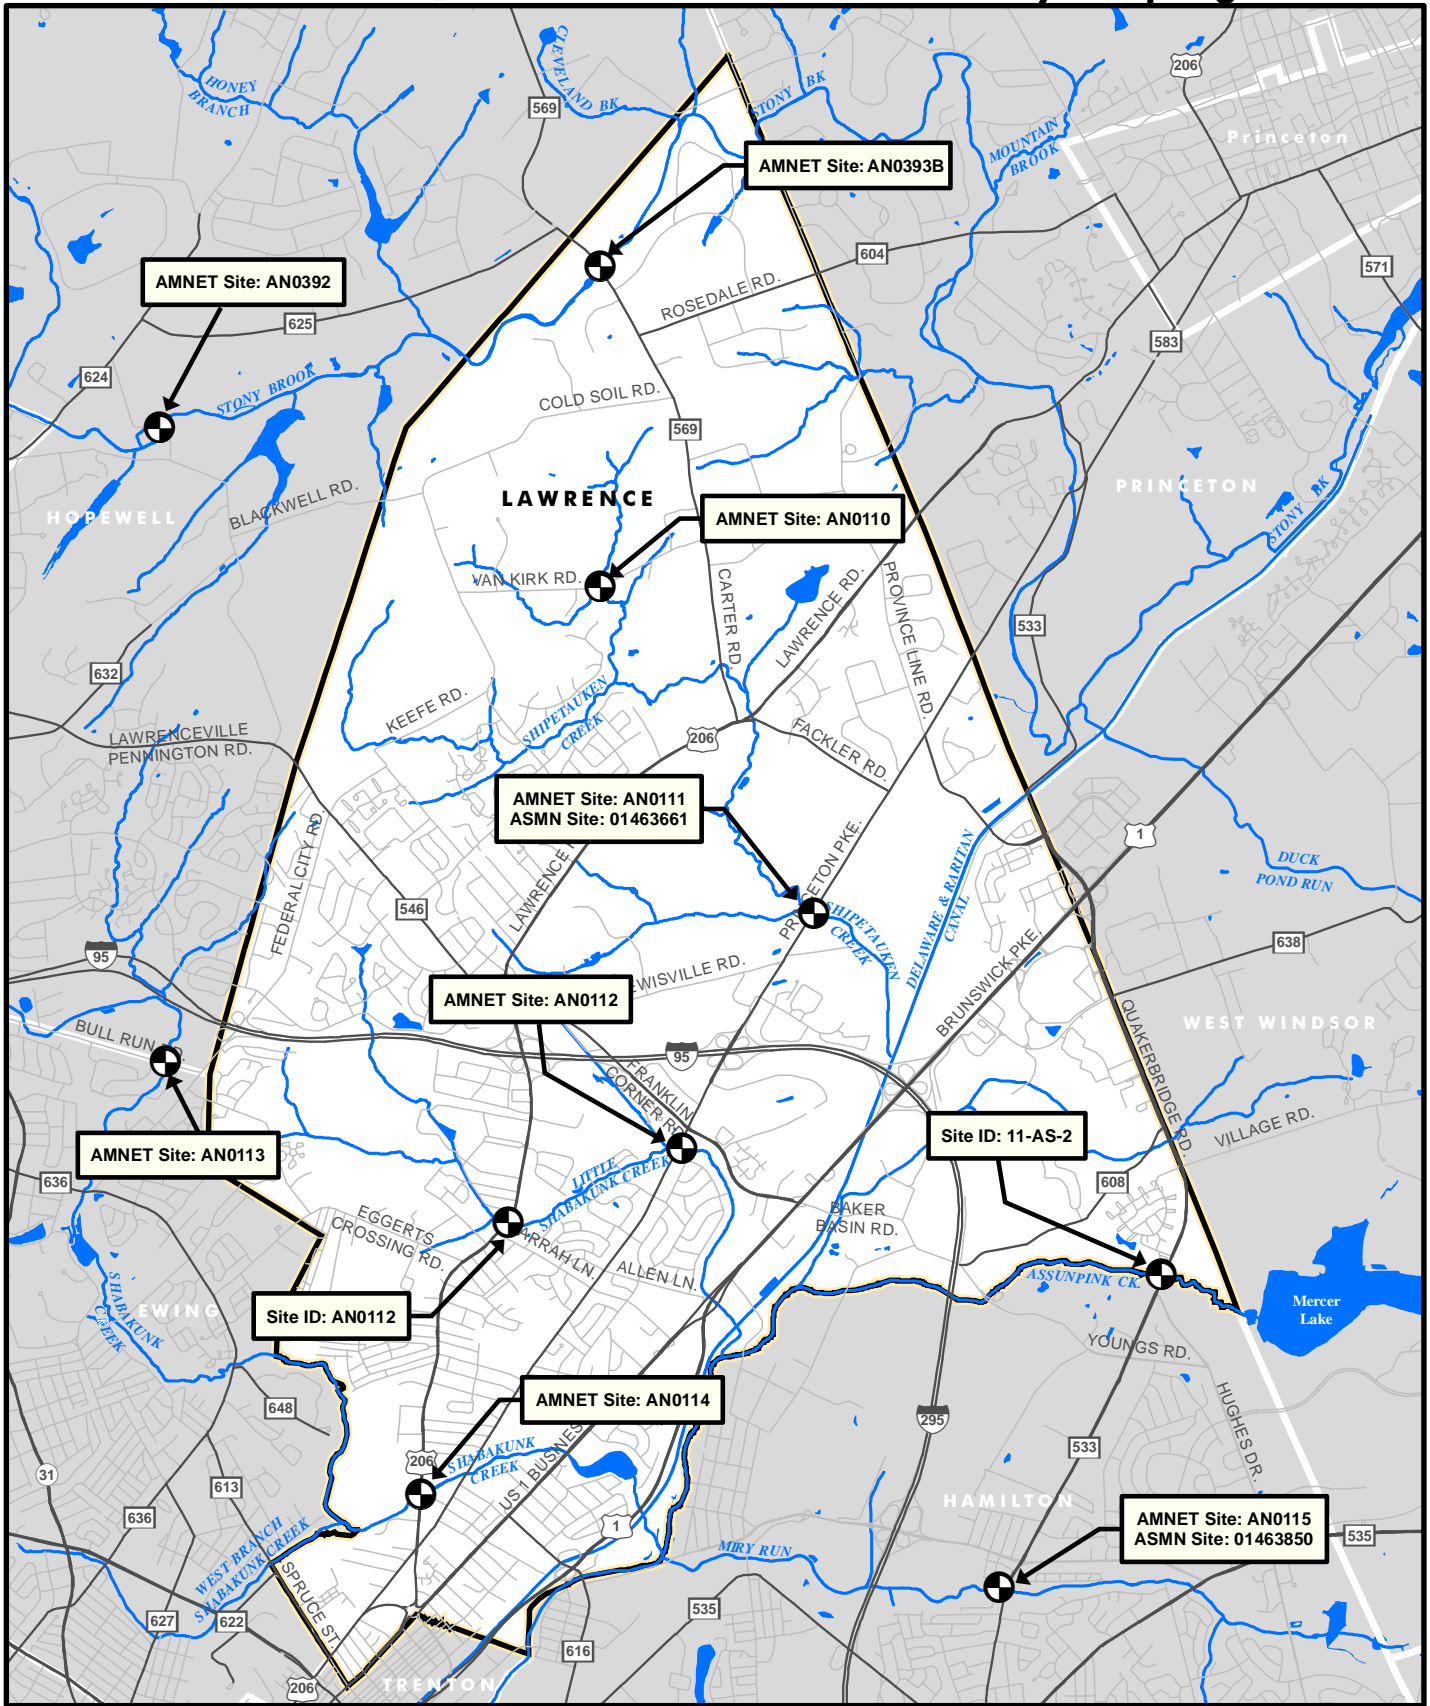 HONEY
BRANCH
CLEVELAND BK
STONY BK
MOUNTAIN
BROOK
206
Princeton
569
AMNET Site: AN0393B
604
571
AMNET Site: AN0392
ROSEDALE RD.
625
583
624
STONY BROOK
COLD SOIL RD.
569
LAWRENCE
PRINCETON
STONY BK
HOPEWELL
BLACKWELL RD.
AMNET Site: AN0110
VAN KIRK RD.
CARTER RD.
LAWRENCE RD.
PROVINCE LINE RD.
533
632
KEEFE RD.
SHIPETAUKEN
CREEK
LAWRENCEVILLE
PENNINGTON RD.
206
FACKLER RD.
AMNET Site: AN0111
ASMN Site: 01463661
1
FEDERAL CITY RD.
PRINCETON PKE.
DELAWARE & RARITAN
CANAL
DUCK
POND RUN
546
LAWRENCE
SHIPETAUKEN
CREEK
638
95
EWISVILLE RD.
BRUNSWICK PKE.
AMNET Site: AN0112
QUAKERBRIDGE RD.
WEST WINDSOR
BULL RUN RD.
95
FRANKLIN
CORNER RD.
AMNET Site: AN0113
Site ID: 11-AS-2
VILLAGE RD.
636
LITTLE
SHABAKUNK CREEK
608
EGGERTS
CROSSING RD.
BAKER
BASIN RD.
ARRAH LN.
ALLEN LN.
ASSUNPINK CK.
SHABAKUNK
CREEK
EWING
Site ID: AN0112
Mercer
Lake
YOUNGS RD.
AMNET Site: AN0114
HUGHES DR.
648
295
533
206
SHABAKUNK
CREEK
US 1 BUSINES
31
613
HAMILTON
636
1
AMNET Site: AN0115
ASMN Site: 01463850
535
WEST BRANCH
SHABAKUNK CREEK
MIRY RUN
SPRUCE ST.
627
622
535
616
206
TRENTON